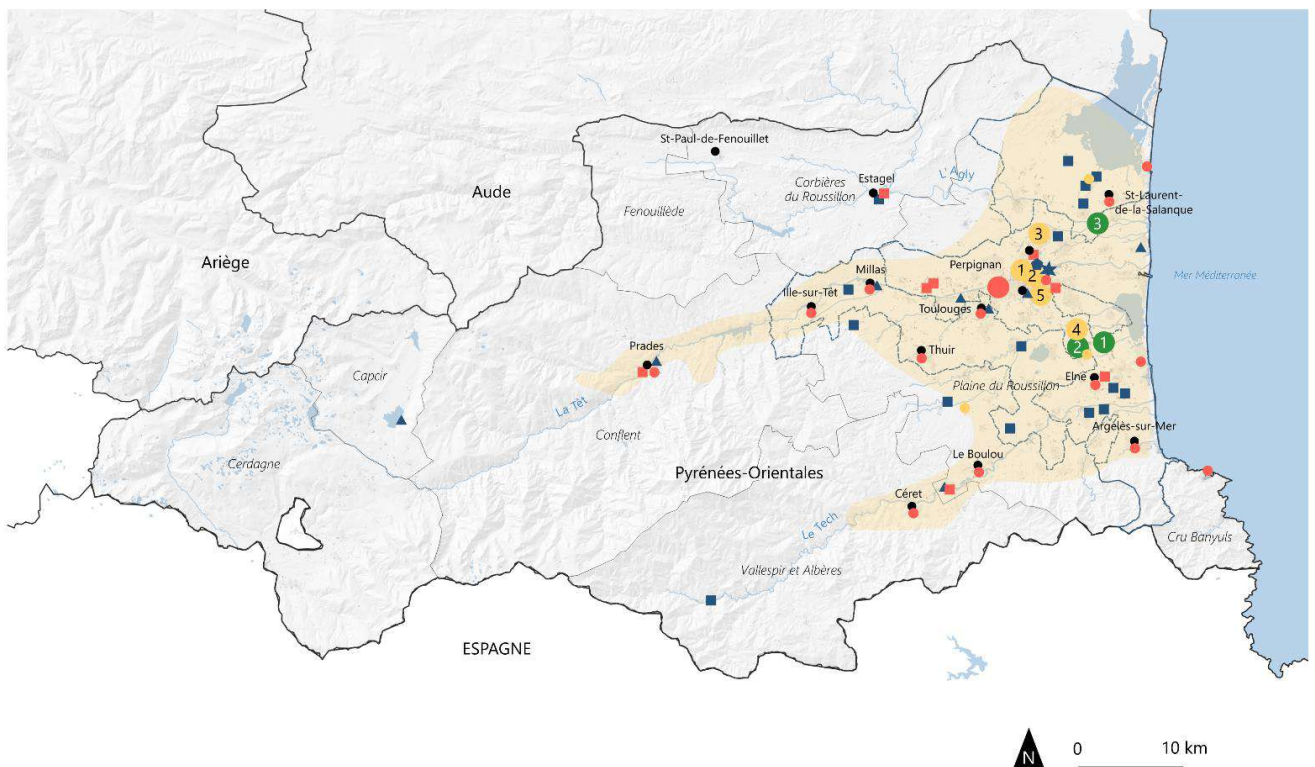 St-Paul-de-Fenouillet
Aude
Corbières
du Roussillon
Estagel
L'Agly
Fenouillède
St-Laurent-
de-la-Salanque
3
3
Ariège
Millas
Perpignan
1
2
5
Mer Méditerranée
Ille-sur-Têt
Toulouges
4
2
1
Prades
Thuir
Capcir
Elne
Plaine du Roussillon
La Têt
Conflent
Argelès-sur-Mer
Cerdagne
Pyrénées-Orientales
Le Boulou
Céret
Le Tech
Cru Banyuls
Vallespir et Albères
ESPAGNE
N
0 10 km